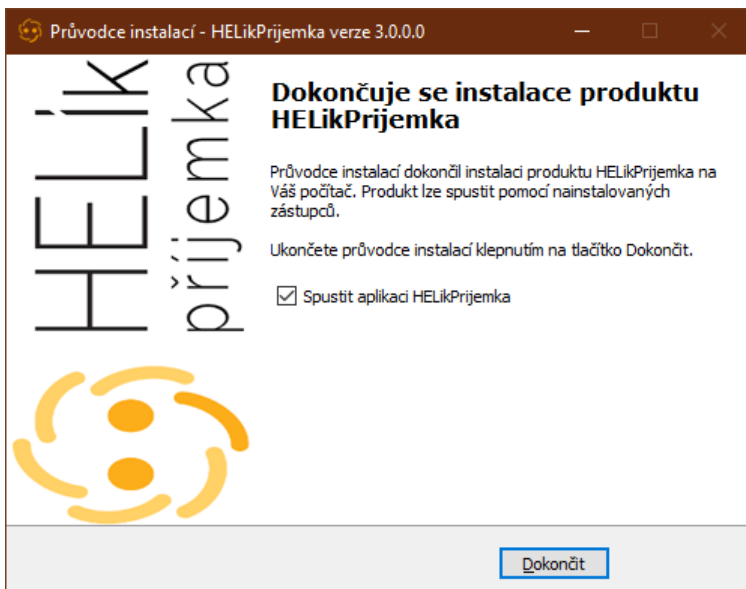 Průvodce instalací - HELikPrijemka verze 3.0.0.0
HELik
příjemka
Dokončuje se instalace produktu
HELikPrijemka
Průvodce instalací dokončil instalaci produktu HELikPrijemka na
Váš počítač. Produkt lze spustit pomocí nainstalovaných
zástupců.
Ukončete průvodce instalací klepnutím na tlačítko Dokončit.
Spustit aplikaci HELikPrijemka
Dokončit